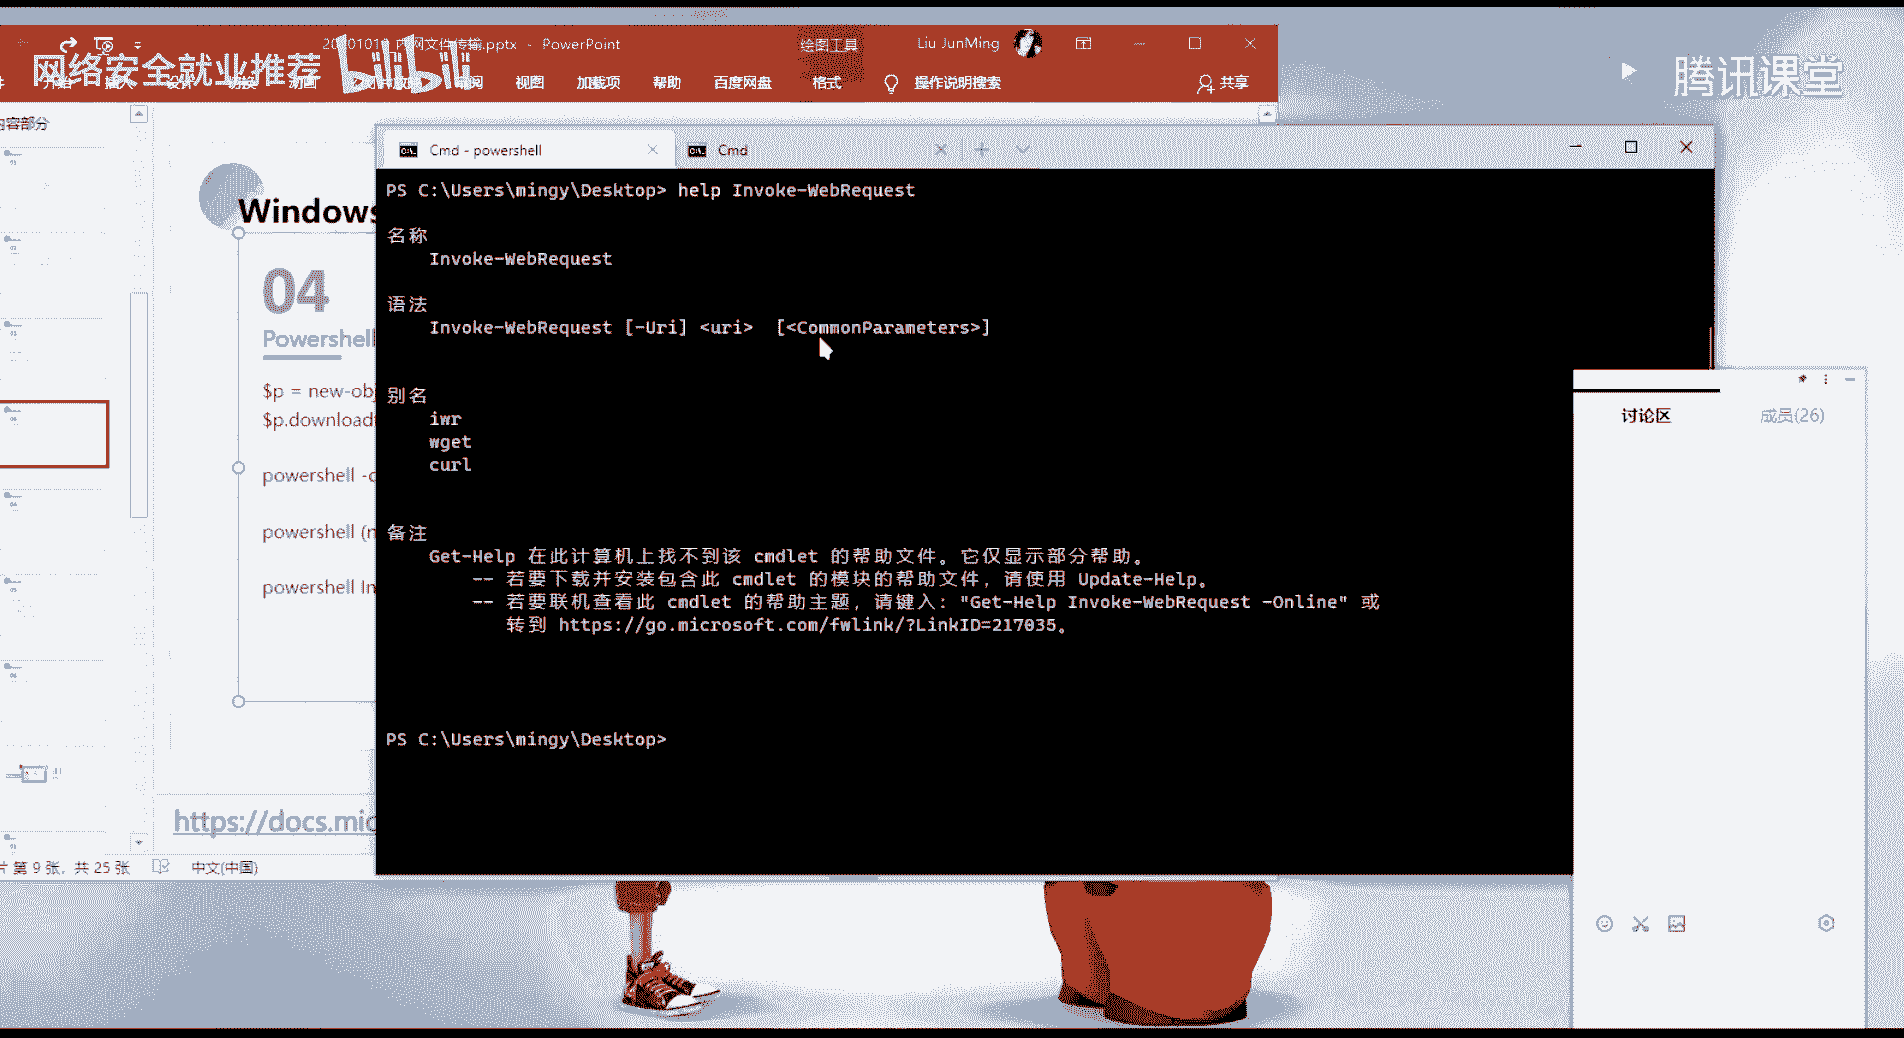 内网文件传输.pptx - PowerPoint
绘图工具
Liu JunMing
网络安全就业推荐
bilibili
腾讯课堂
视图
加载项
帮助
百度网盘
格式
操作说明搜索
共享
内容部分
Cmd - powershell
Cmd
Windows
04
Powershell
$p = new-ob
$p.download
powershell -c
powershell (n
powershell In
https://docs.mic
第 9 张，共 25 张
中文(中国)
PS C:\Users\mingy\Desktop> help Invoke-WebRequest
名称
Invoke-WebRequest
语法
Invoke-WebRequest [-Uri] <uri> [<CommonParameters>]
别名
iwr
wget
curl
备注
Get-Help 在此计算机上找不到该 cmdlet 的帮助文件。它仅显示部分帮助。
-- 若要下载并安装包含此 cmdlet 的模块的帮助文件，请使用 Update-Help。
-- 若要联机查看此 cmdlet 的帮助主题，请键入: "Get-Help Invoke-WebRequest -Online" 或
转到 https://go.microsoft.com/fwlink/?LinkID=217035。
PS C:\Users\mingy\Desktop>
讨论区
成员(26)